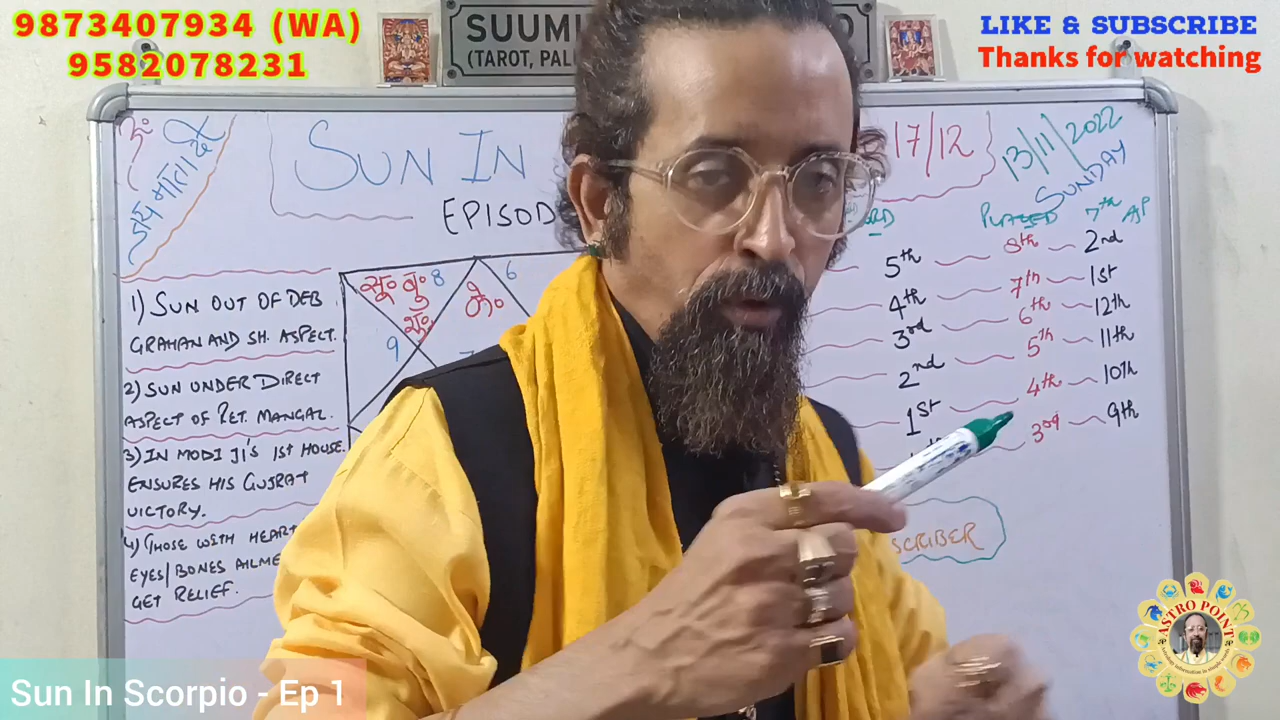 9873407934 (WA)
9582078231
SUUMI
(TAROT, PAL
LIKE & SUBSCRIBE
Thanks for watching
ॐ
जय माता दी
SUN IN
17/12
13/11/2022
SUNDAY
EPISOD
PLACED 7th ASP
5th 8th 2nd
4th 7th 1st
3rd 6th 12th
2nd 5th 11th
1st 4th 10th
3rd 9th
1) SUN OUT OF DEB
GRAHAN AND SH. ASPECT.
2) SUN UNDER DIRECT
ASPECT OF RET. MANGAL.
3) IN MODI JI'S 1st HOUSE.
ENSURES HIS GUJRAT
VICTORY.
4) THOSE WITH HEART
EYES/BONES AILME
GET RELIEF.
सू० बु० 8
शु०
के०
6
9
SCRIBER
ASTRO POINT
Sun In Scorpio - Ep 1